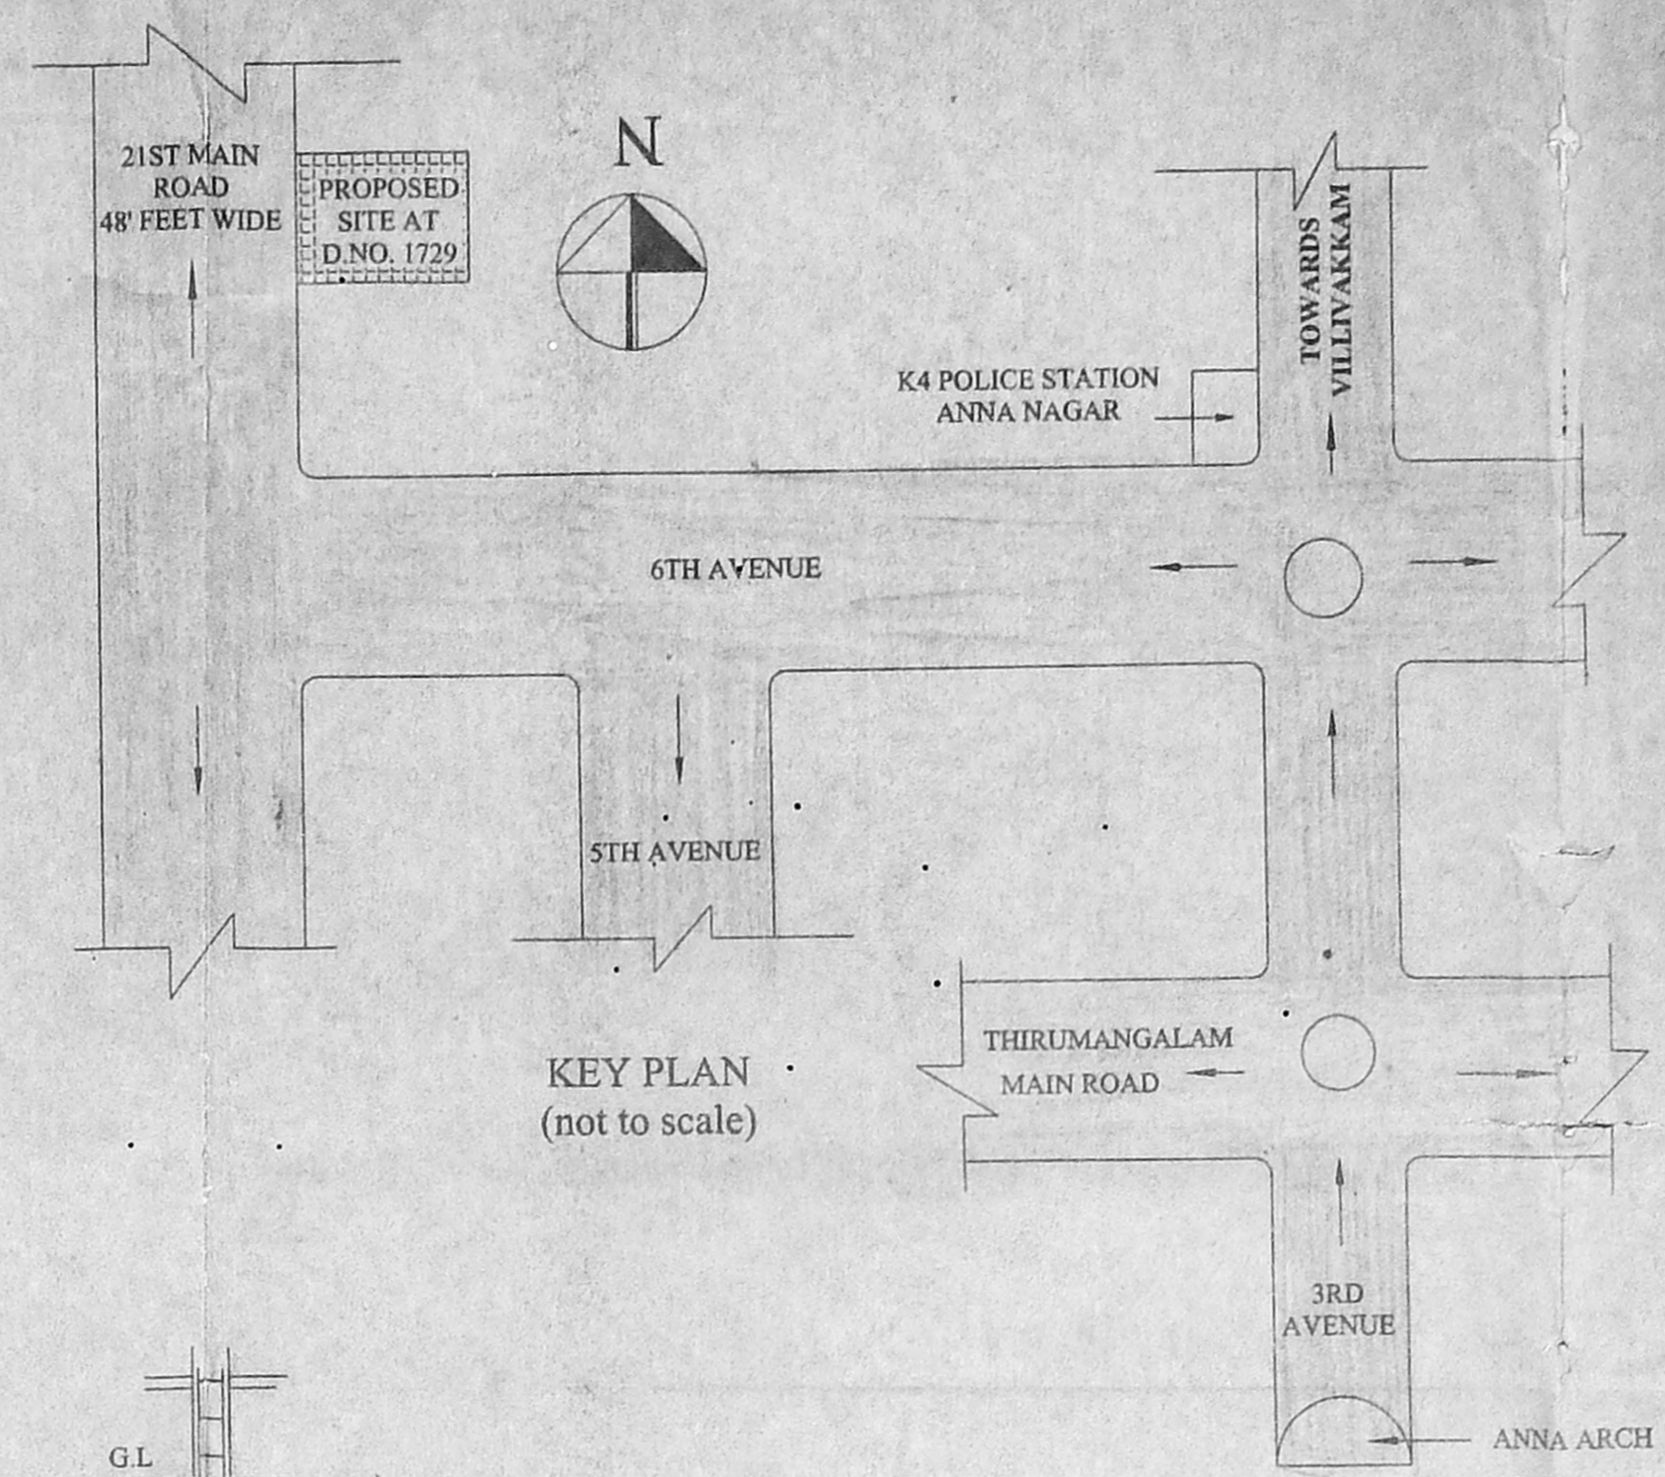 21ST MAIN
ROAD
48' FEET WIDE
PROPOSED
SITE AT
D.NO. 1729
N
TOWARDS
VILLIVAKKAM
K4 POLICE STATION
ANNA NAGAR
6TH AVENUE
5TH AVENUE
THIRUMANGALAM
MAIN ROAD
KEY PLAN
(not to scale)
3RD
AVENUE
ANNA ARCH
G.L